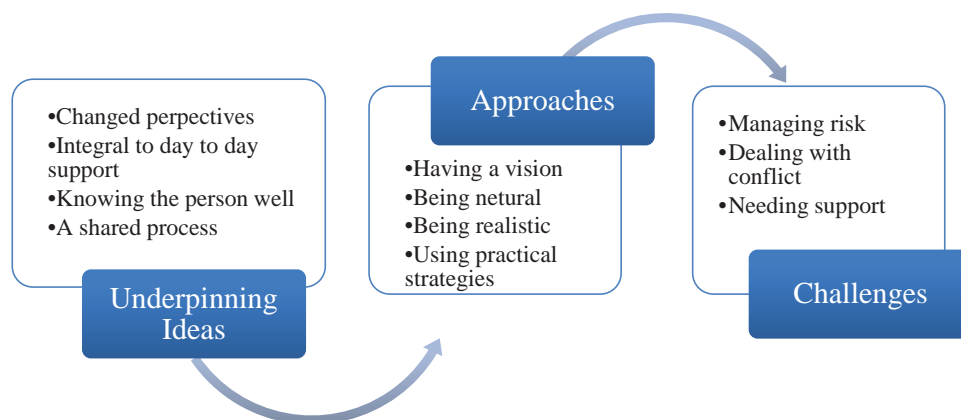 •Changed perpectives
•Integral to day to day
support
•Knowing the person well
•A shared process
Underpinning
Ideas
Approaches
•Having a vision
•Being netural
•Being realistic
•Using practical
strategies
•Managing risk
•Dealing with
conflict
•Needing support
Challenges